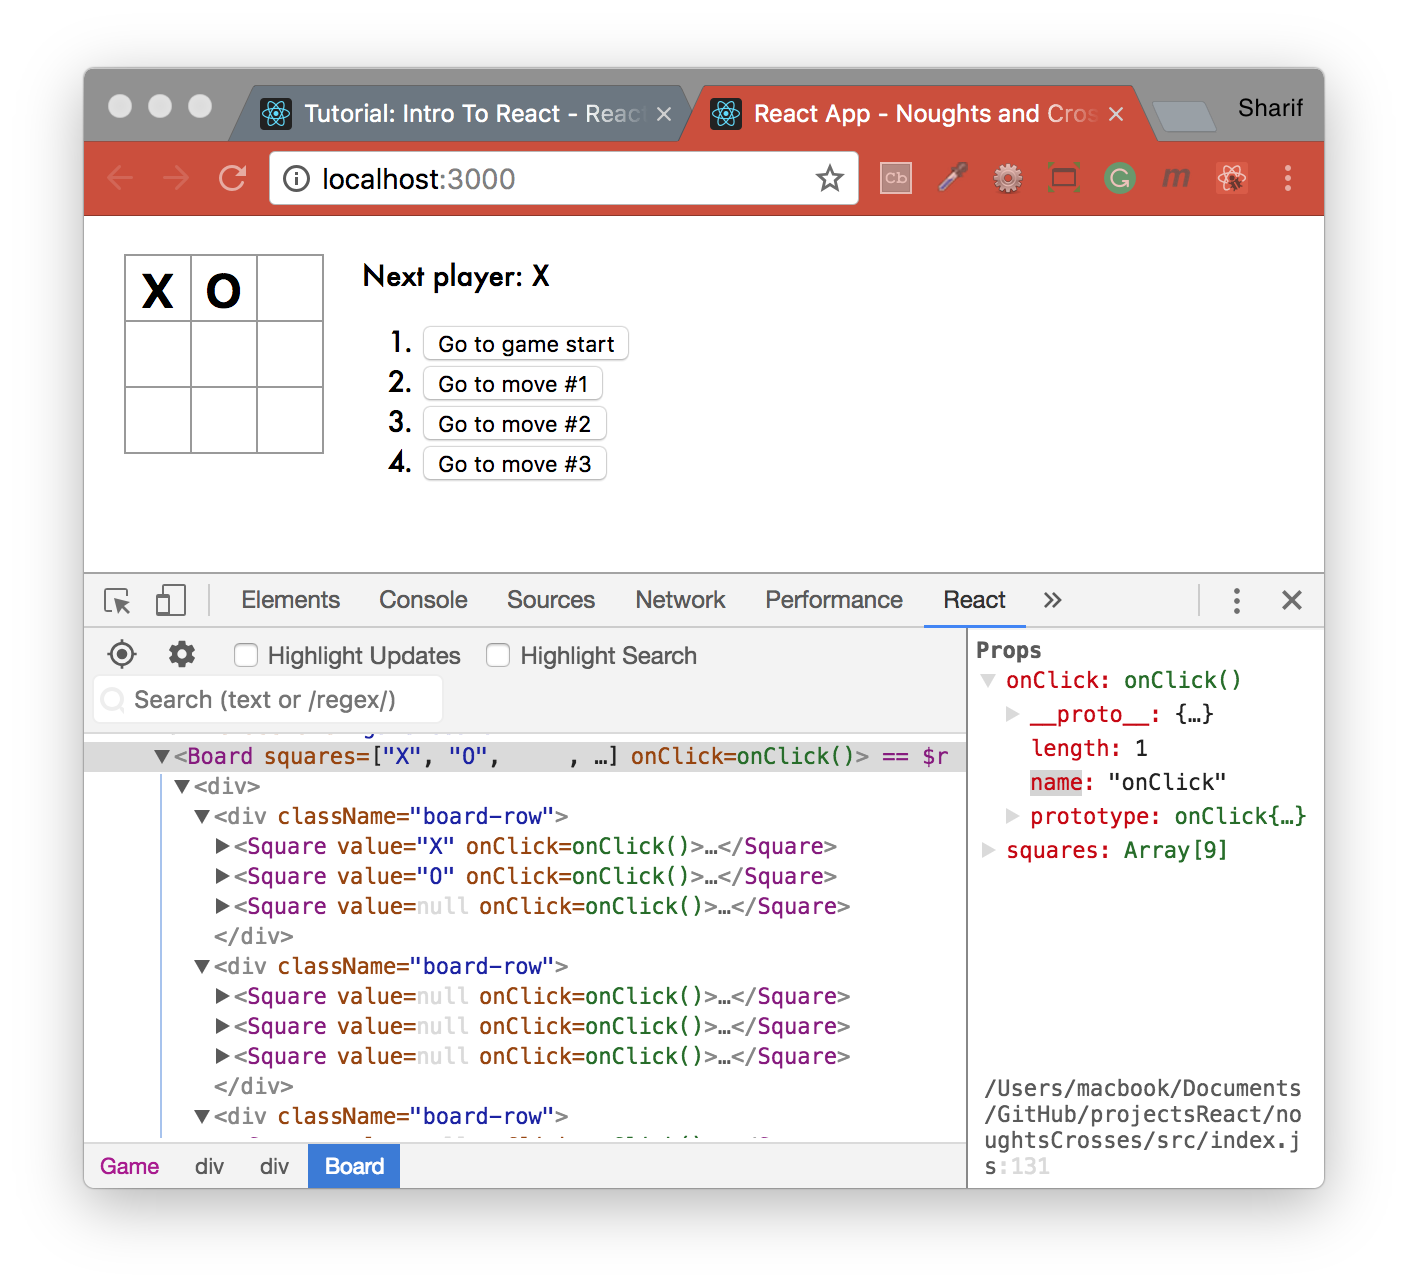 Tutorial: Intro To React - React
React App - Noughts and Cros
Sharif
localhost:3000
Cb
G
m
X O
Next player: X
1. Go to game start
2. Go to move #1
3. Go to move #2
4. Go to move #3
Elements Console Sources Network Performance React »
Highlight Updates Highlight Search
Search (text or /regex/)
<Board squares=["X", "O", , …] onClick=onClick()> == $r
<div>
<div className="board-row">
<Square value="X" onClick=onClick()>…</Square>
<Square value="O" onClick=onClick()>…</Square>
<Square value=null onClick=onClick()>…</Square>
</div>
<div className="board-row">
<Square value=null onClick=onClick()>…</Square>
<Square value=null onClick=onClick()>…</Square>
<Square value=null onClick=onClick()>…</Square>
</div>
<div className="board-row">
Game div div Board
Props
onClick: onClick()
__proto__: {…}
length: 1
name: "onClick"
prototype: onClick{…}
squares: Array[9]
/Users/macbook/Documents
/GitHub/projectsReact/no
ughtsCrosses/src/index.j
s:131